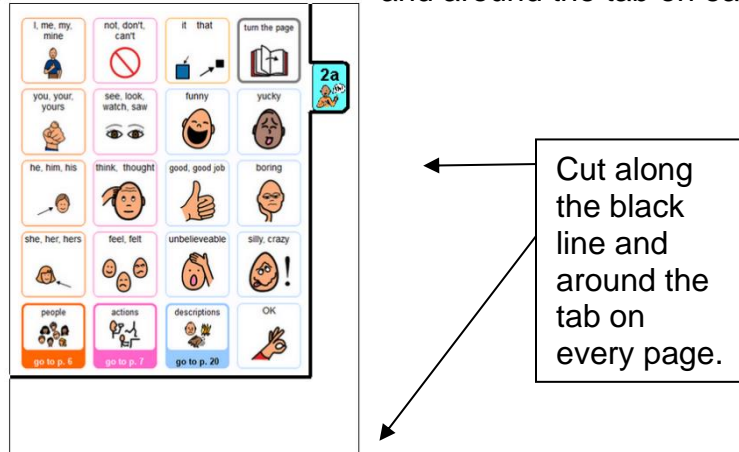 and around the tab on
I, me, my, mine
not, don't, can't
it that
turn the page
2a
you, your, yours
see, look, watch, saw
funny
yucky
he, him, his
think, thought
good, good job
boring
she, her, hers
feel, felt
unbelieveable
silly, crazy
people
actions
descriptions
OK
go to p. 6
go to p. 7
go to p. 20
Cut along
the black
line and
around the
tab on
every page.